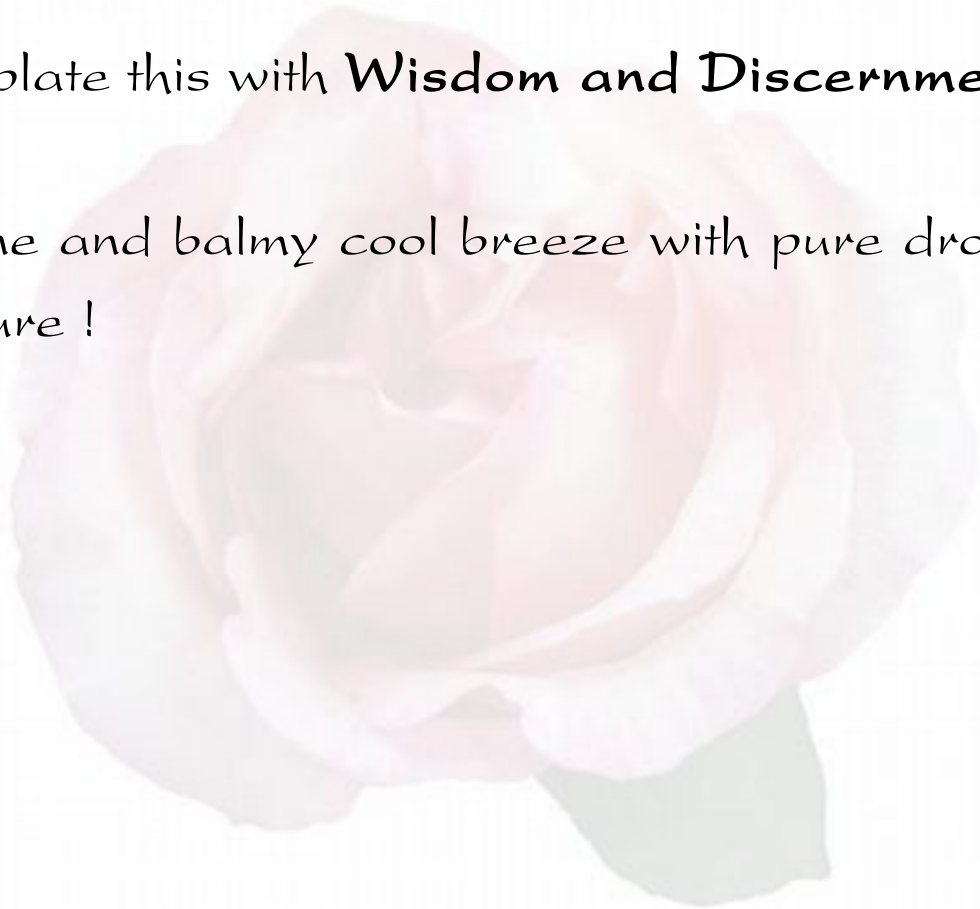 plate this with Wisdom and Discernme
ne and balmy cool breeze with pure dro
ure !